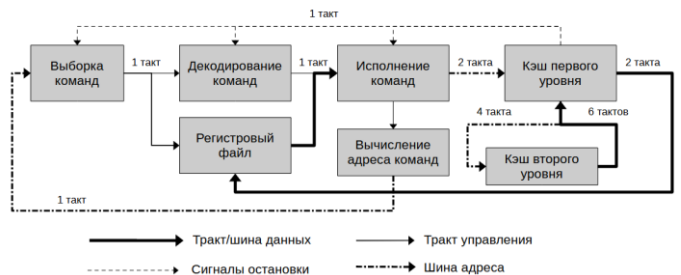 1 такт
Выборка
команд
1 такт
Декодирование
команд
1 такт
Исполнение
команд
2 такта
Кэш первого
уровня
2 такта
Регистровый
файл
Вычисление
адреса команд
4 такта
6 тактов
Кэш второго
уровня
1 такт
Тракт/шина данных
Тракт управления
Сигналы остановки
Шина адреса